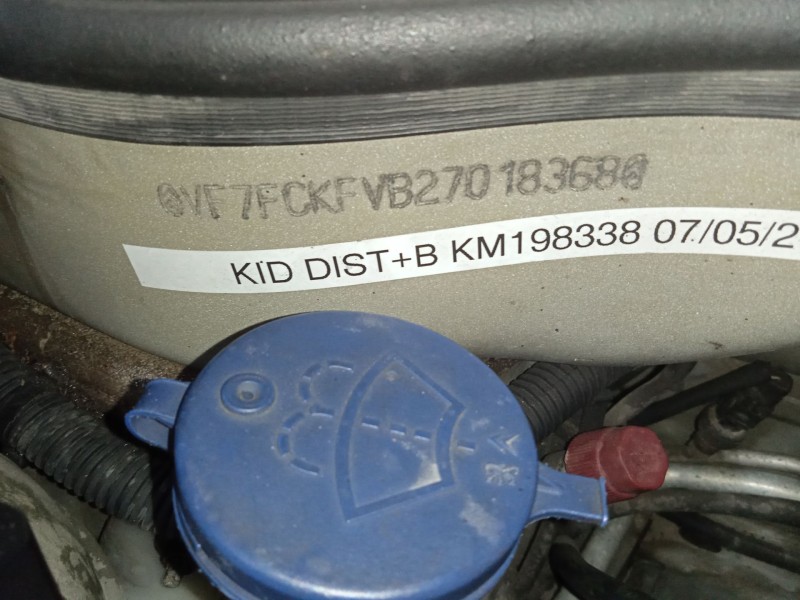 VF7FCKFVB27018368
KID DIST+B KM198338 07/05/2